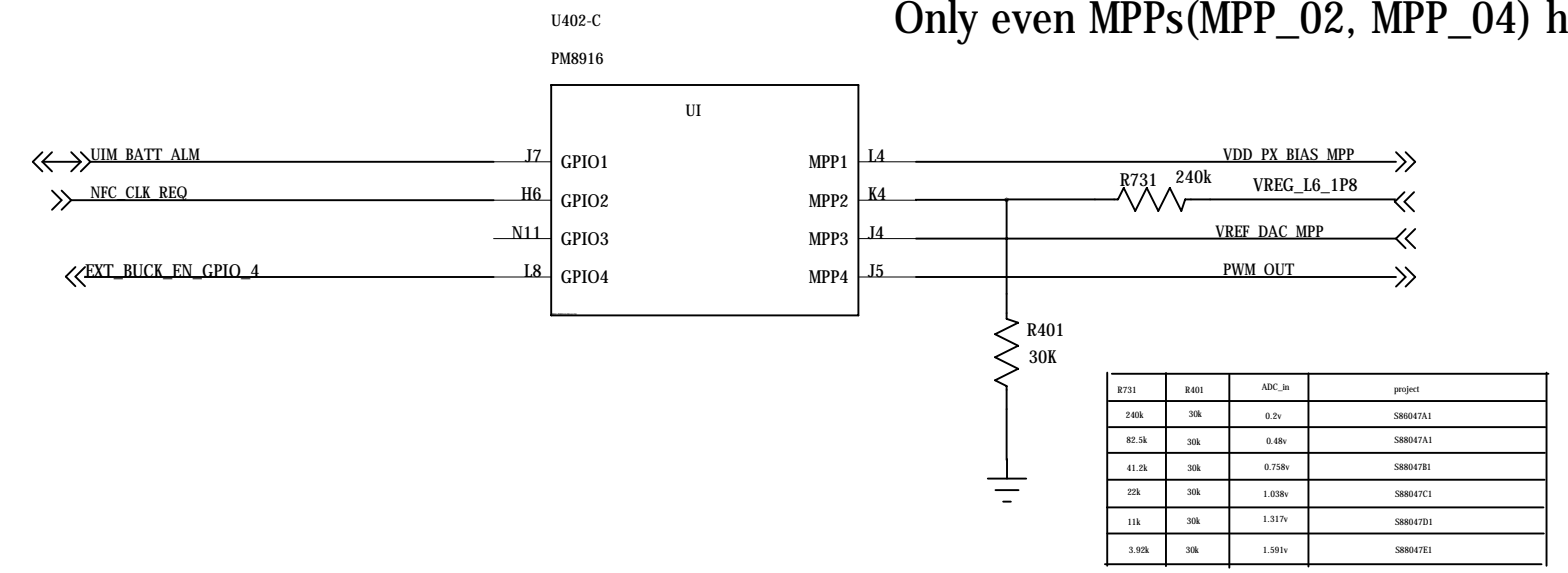 Only even MPPs(MPP_02, MPP_04) h
U402-C
PM8916
UI
UIM_BATT_ALM J7 GPIO1 MPP1 L4 VDD_PX_BIAS_MPP
NFC_CLK_REQ H6 GPIO2 MPP2 K4 R731 240k VREG_L6_1P8
N11 GPIO3 MPP3 J4 VREF_DAC_MPP
EXT_BUCK_EN_GPIO_4 L8 GPIO4 MPP4 J5 PWM_OUT
R401
30K
R731 R401 ADC_in project
240k 30k 0.2v S86047A1
82.5k 30k 0.48v S88047A1
41.2k 30k 0.758v S88047B1
22k 30k 1.038v S88047C1
11k 30k 1.317v S88047D1
3.92k 30k 1.591v S88047E1